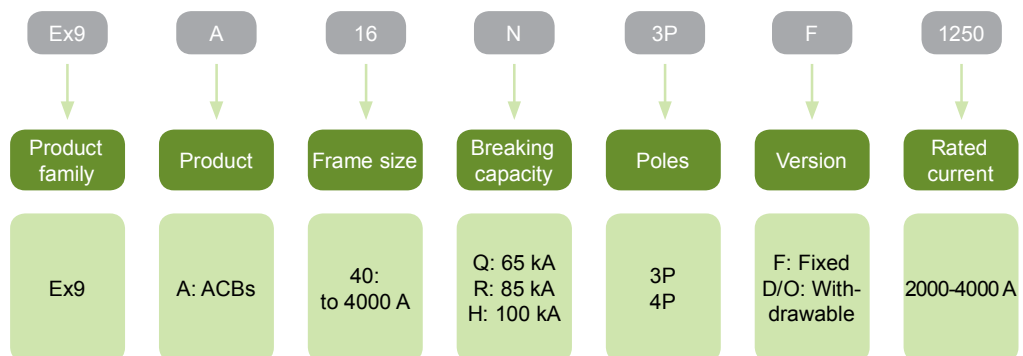 Ex9
A
16
N
3P
F
1250
Product
family
Product
Frame size
Breaking
capacity
Poles
Version
Rated
current
Ex9
A: ACBs
40:
to 4000 A
Q: 65 kA
R: 85 kA
H: 100 kA
3P
4P
F: Fixed
D/O: With-
drawable
2000-4000 A